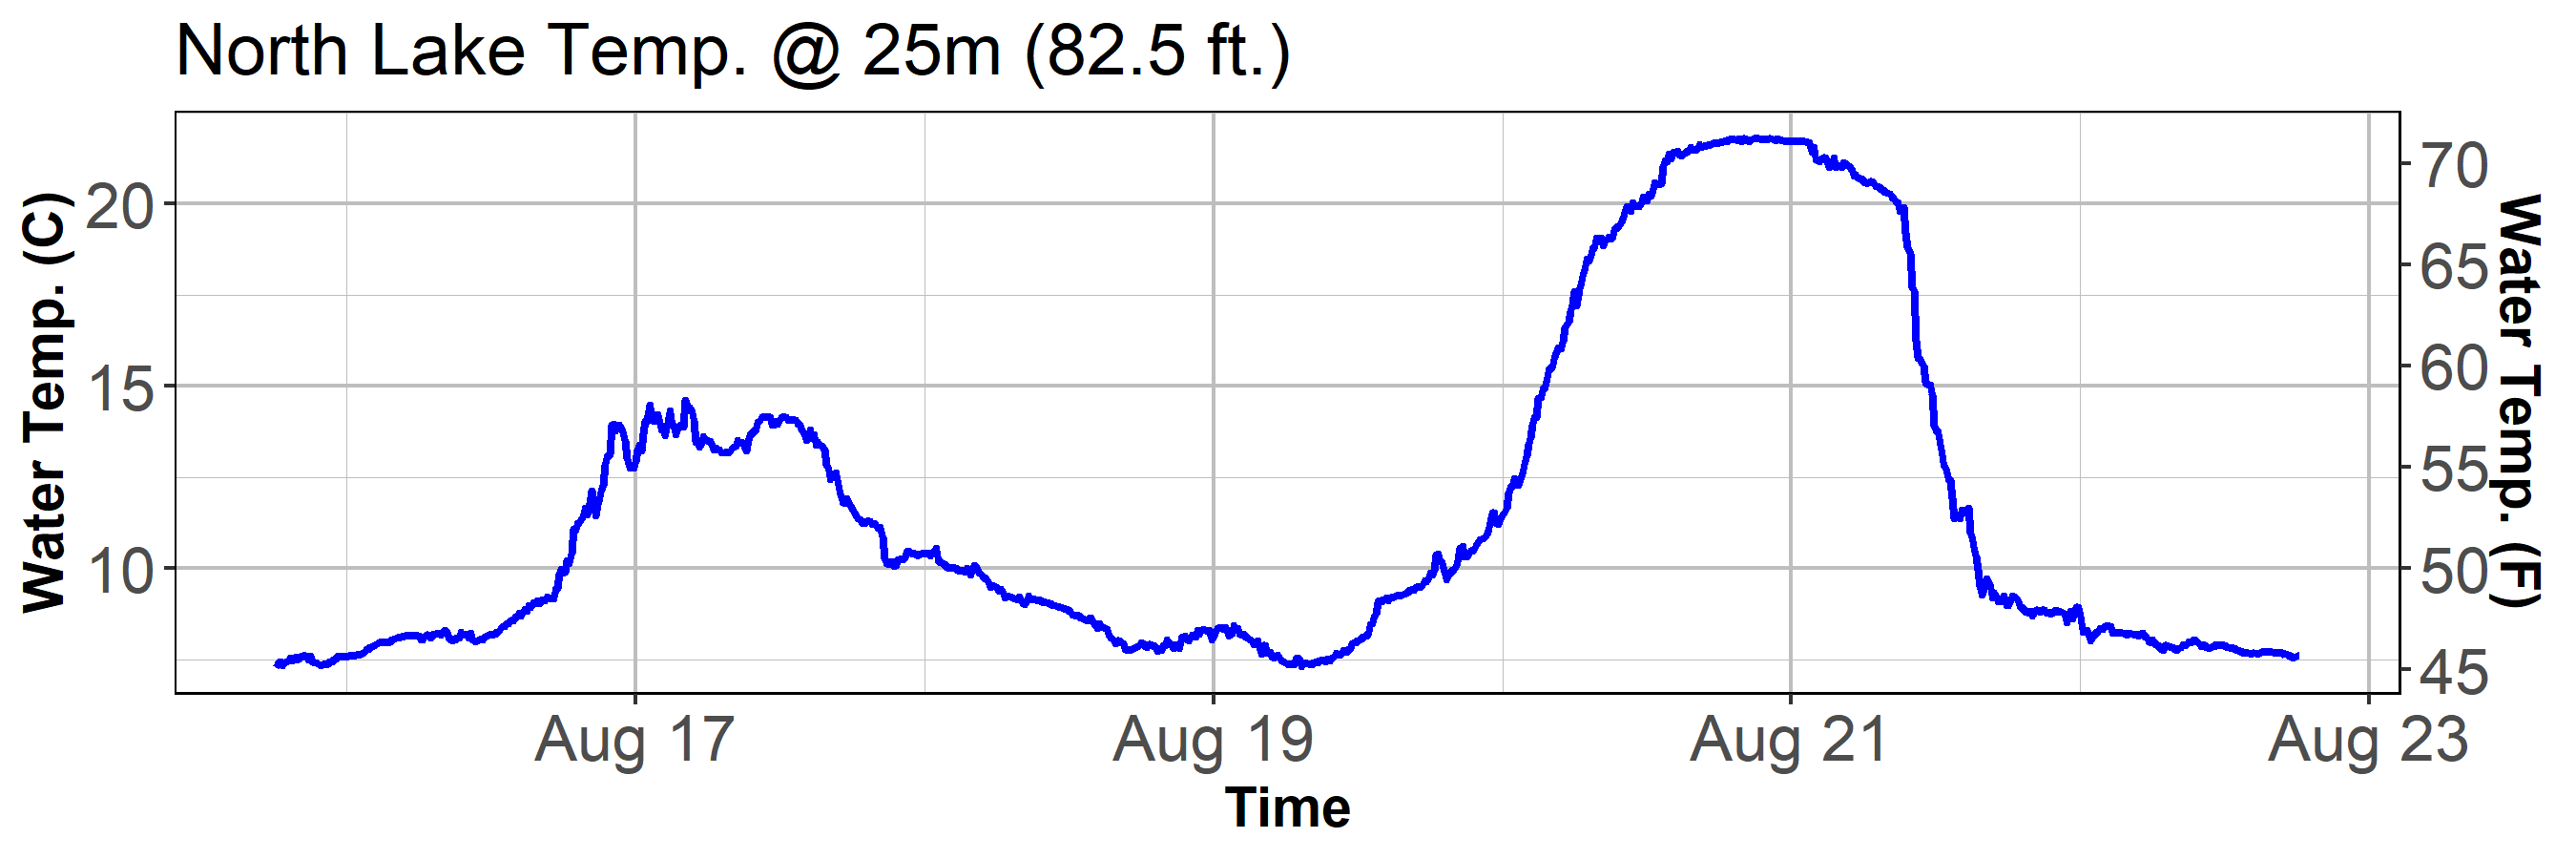 North Lake Temp. @ 25m (82.5 ft.)
Water Temp. (C)
20
15
10
70
65
60
55
50
45
Water Temp. (F)
Aug 17
Aug 19
Aug 21
Aug 23
Time